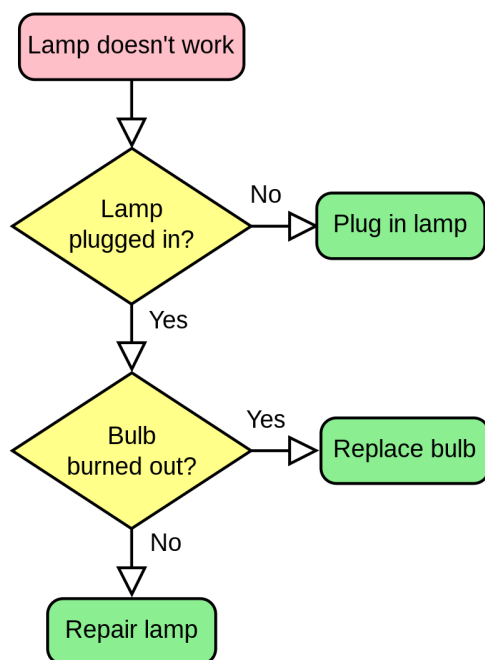 Lamp doesn't work
Lamp
plugged in?
No
Plug in lamp
Yes
Bulb
burned out?
Yes
Replace bulb
No
Repair lamp